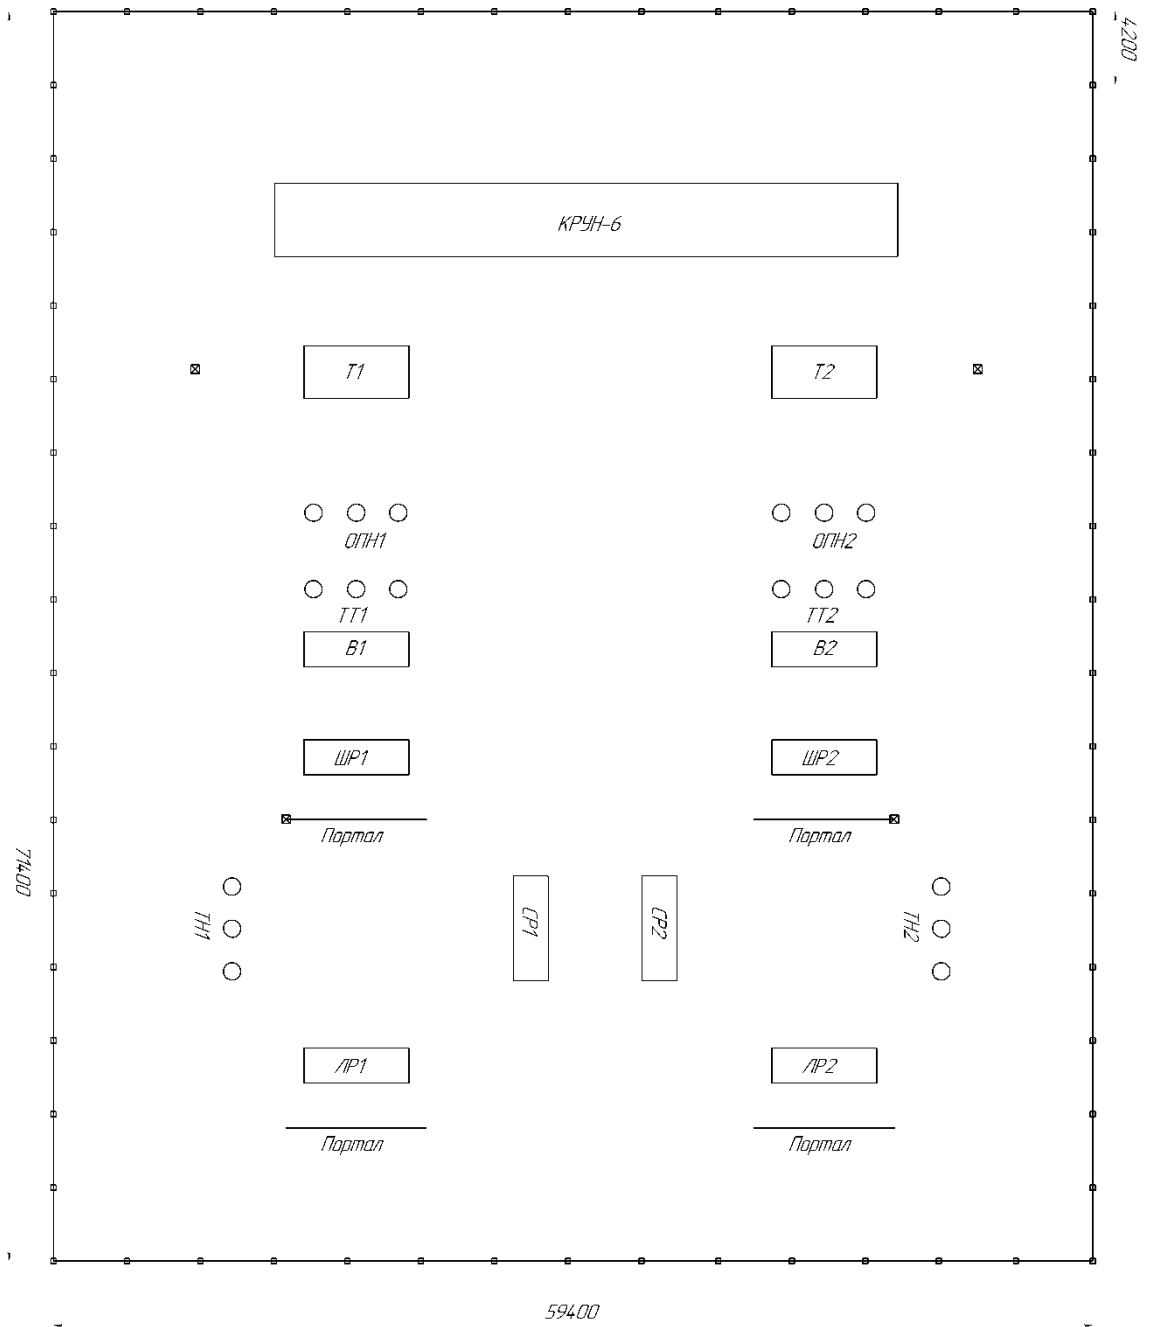 4200
КРУН-6
Т1
Т2
ОПН1
ОПН2
ТТ1
ТТ2
В1
В2
ШР1
ШР2
Портал
Портал
71400
ТН1
СР1
СР2
ТН2
ЛР1
ЛР2
Портал
Портал
59400